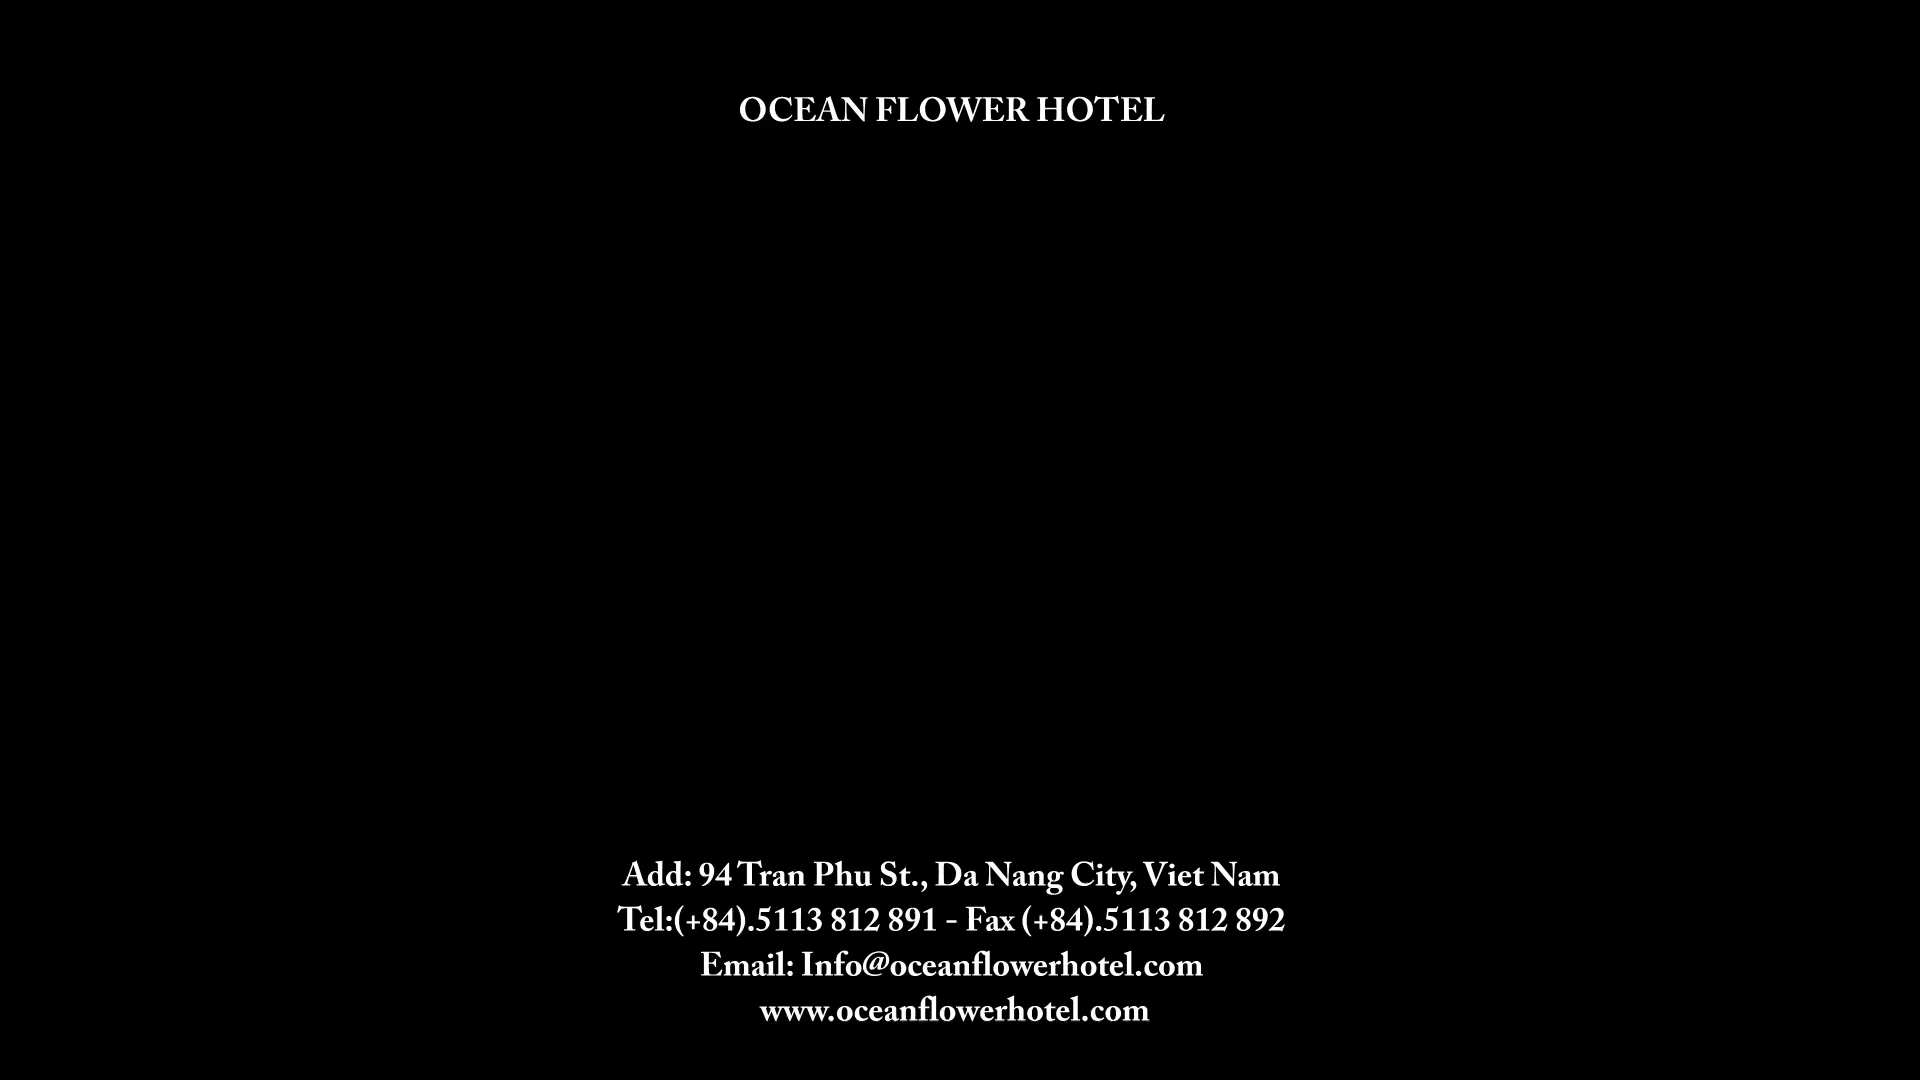 OCEAN FLOWER HOTEL
Add: 94 Tran Phu St., Da Nang City, Viet Nam
Tel:(+84).5113 812 891 - Fax (+84).5113 812 892
Email: Info@oceanflowerhotel.com
www.oceanflowerhotel.com